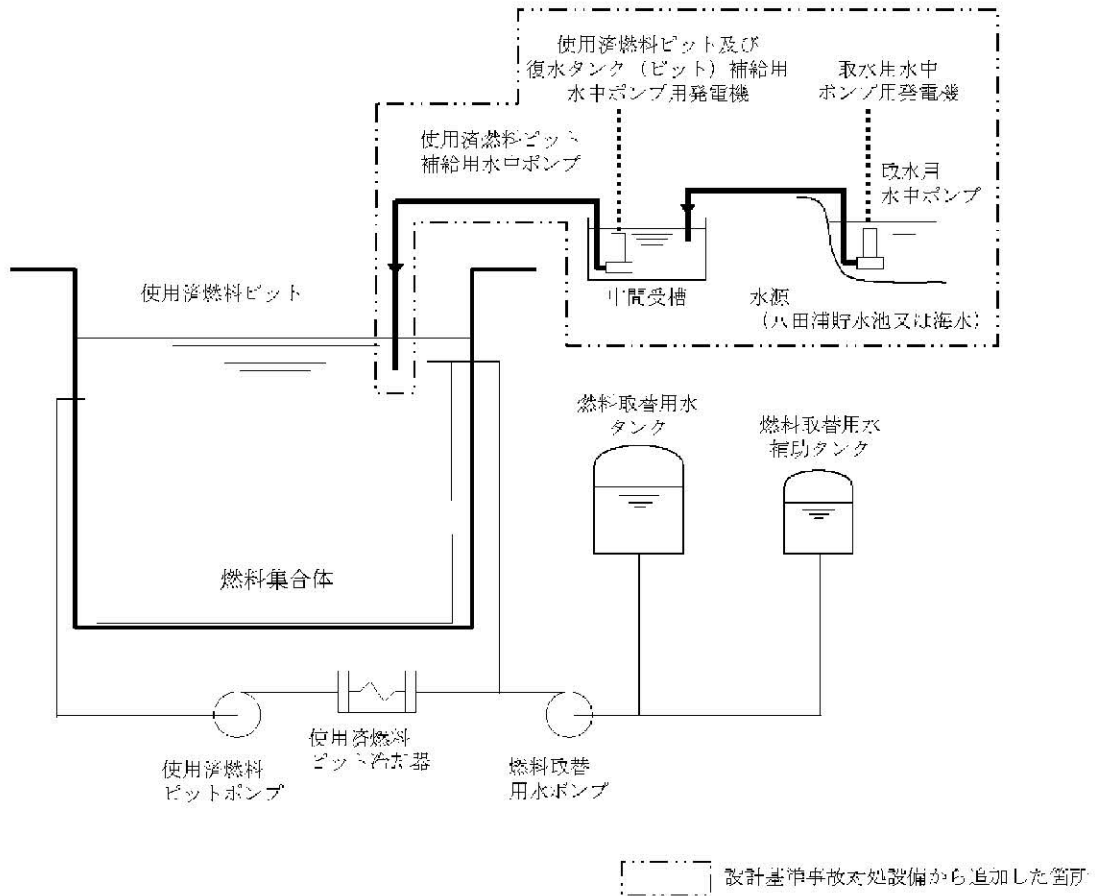 使用済燃料ピット及び
復水タンク（ピット）補給用
水中ポンプ用発電機
取水用水中
ポンプ用発電機
使用済燃料ピット
補給用水中ポンプ
取水用
水中ポンプ
使用済燃料ピット
中間受槽
水源
（八田浦貯水池又は海水）
燃料取替用水
タンク
燃料取替用水
補助タンク
燃料集合体
使用済燃料
ピット冷却器
使用済燃料
ピットポンプ
燃料取替
用水ポンプ
設計基準事故対処設備から追加した箇所